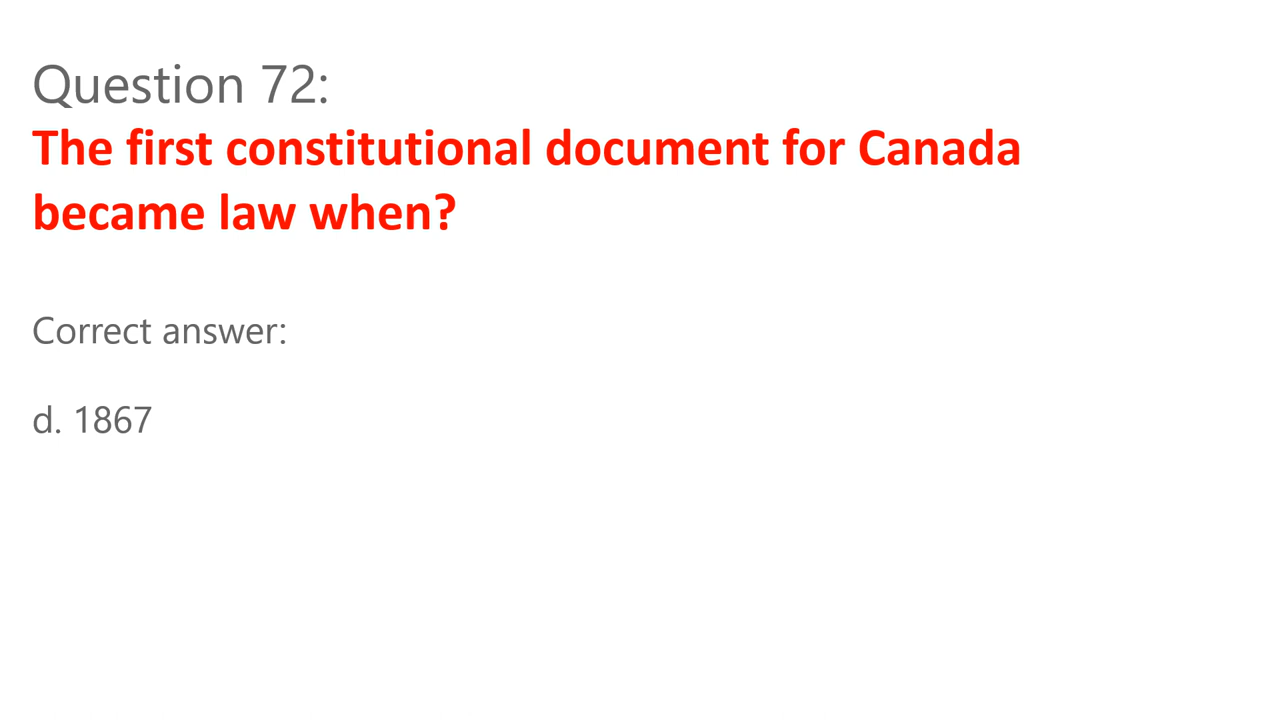 Question 72:
The first constitutional document for Canada
became law when?
Correct answer:
d. 1867